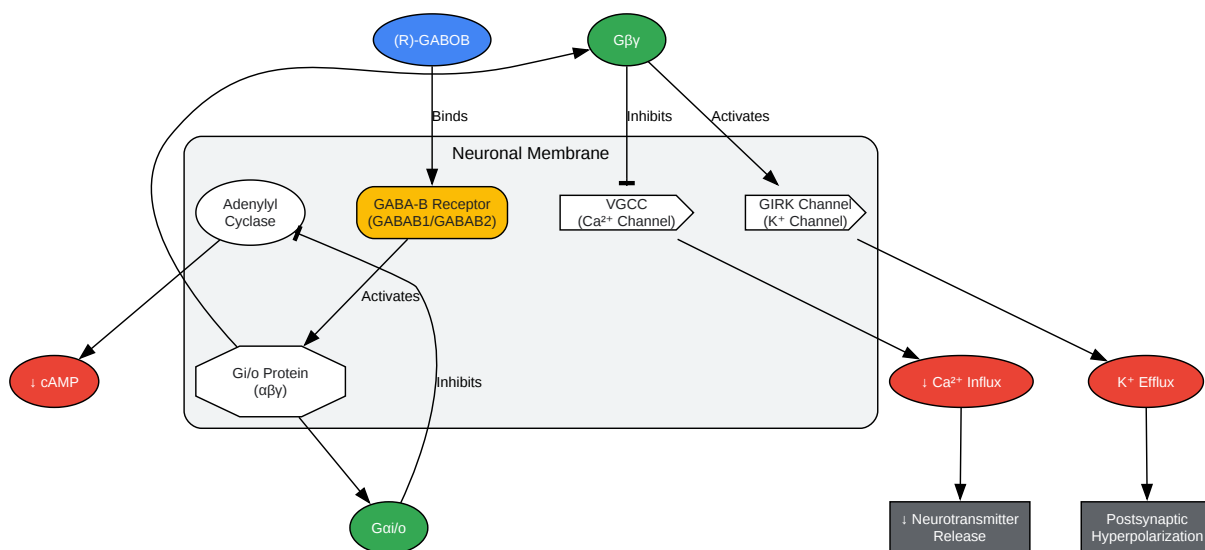 (R)-GABOB
Gβγ
Binds
Inhibits
Activates
Neuronal Membrane
Adenylyl
Cyclase
GABA-B Receptor
(GABAB1/GABAB2)
VGCC
(Ca²⁺ Channel)
GIRK Channel
(K⁺ Channel)
Activates
↓ cAMP
Gi/o Protein
(αβγ)
Inhibits
↓ Ca²⁺ Influx
K⁺ Efflux
Gαi/o
↓ Neurotransmitter
Release
Postsynaptic
Hyperpolarization